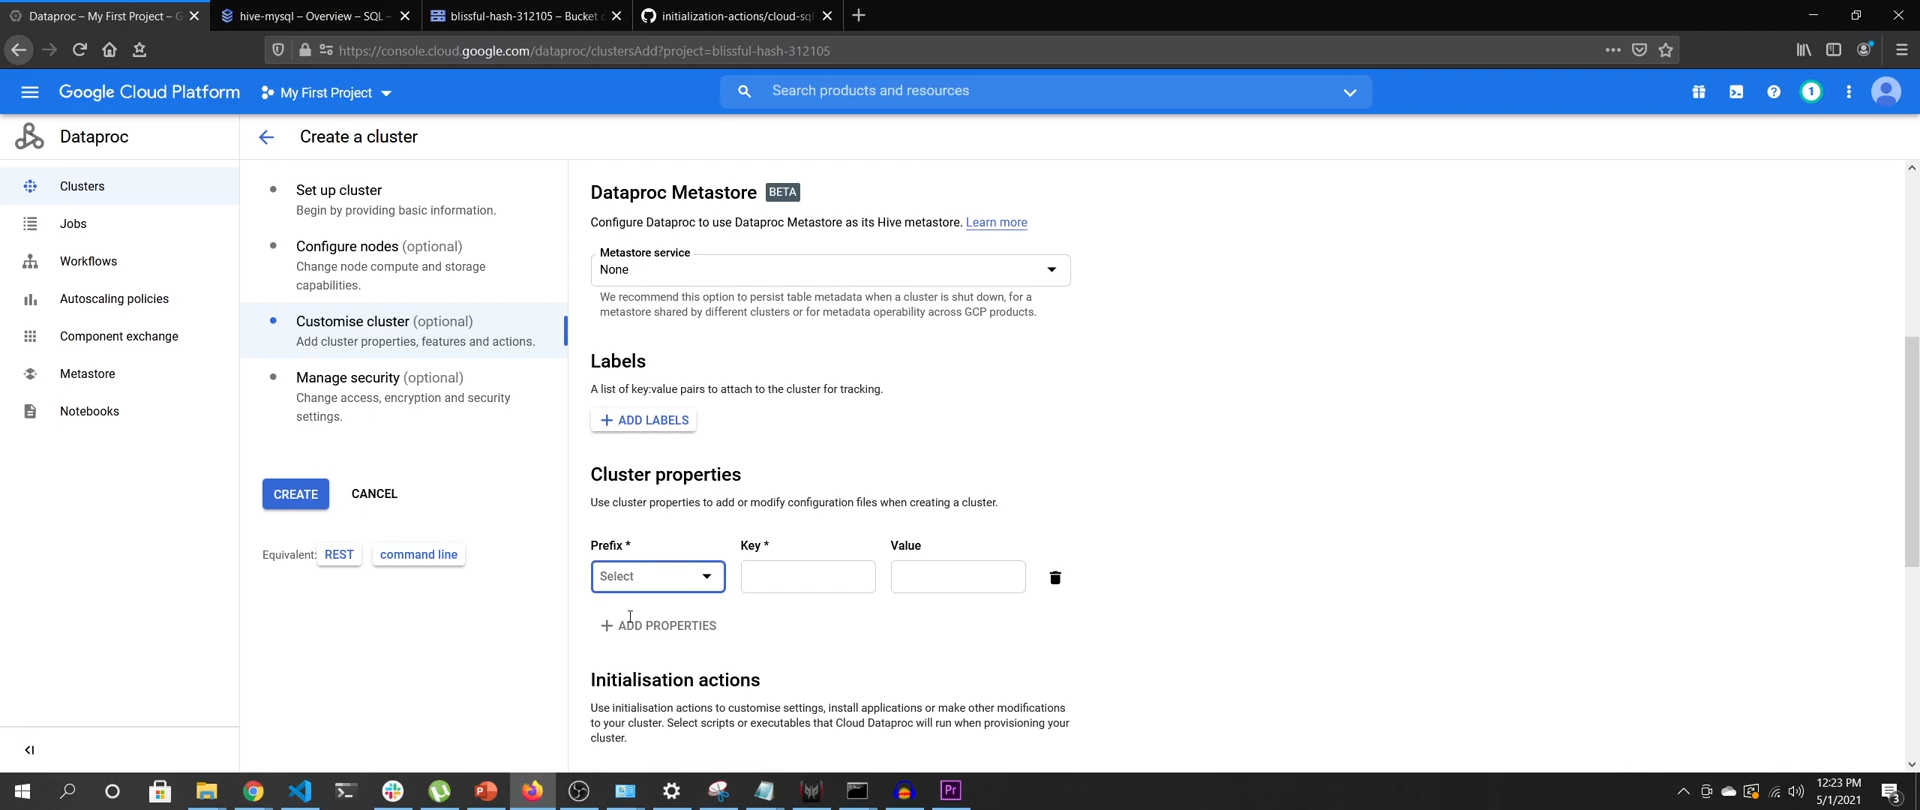 Dataproc – My First Project – G
hive-mysql – Overview – SQL –
blissful-hash-312105 – Bucket d
initialization-actions/cloud-sql
https://console.cloud.google.com/dataproc/clustersAdd?project=blissful-hash-312105
Google Cloud Platform
My First Project
Search products and resources
1
Dataproc
Create a cluster
Clusters
Jobs
Workflows
Autoscaling policies
Component exchange
Metastore
Notebooks
Set up cluster
Begin by providing basic information.
Configure nodes (optional)
Change node compute and storage
capabilities.
Customise cluster (optional)
Add cluster properties, features and actions.
Manage security (optional)
Change access, encryption and security
settings.
CREATE
CANCEL
Equivalent: REST command line
Dataproc Metastore BETA
Configure Dataproc to use Dataproc Metastore as its Hive metastore. Learn more
Metastore service
None
We recommend this option to persist table metadata when a cluster is shut down, for a
metastore shared by different clusters or for metadata operability across GCP products.
Labels
A list of key:value pairs to attach to the cluster for tracking.
+ ADD LABELS
Cluster properties
Use cluster properties to add or modify configuration files when creating a cluster.
Prefix * Key * Value
Select
+ ADD PROPERTIES
Initialisation actions
Use initialisation actions to customise settings, install applications or make other modifications
to your cluster. Select scripts or executables that Cloud Dataproc will run when provisioning your
cluster.
Pr
12:23 PM
5/1/2021
3